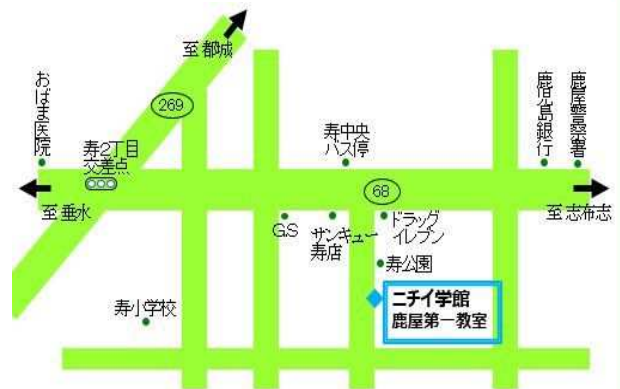 至都城
269
おばま医院
寿2丁目
交差点
寿中央
バス停
鹿児島銀行
鹿屋警察署
68
至垂水
至志布志
G.S
サンキュー
寿店
ドラッグ
イレブン
寿公園
ニチイ学館
鹿屋第一教室
寿小学校